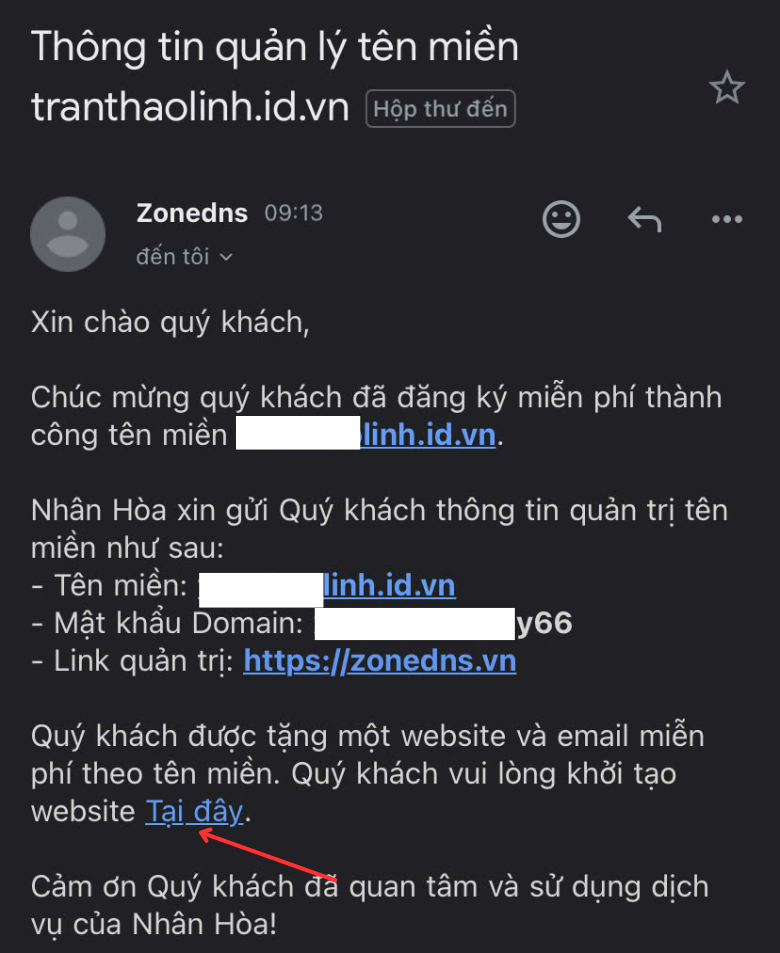 Thông tin quản lý tên miền
tranthaolinh.id.vn Hộp thư đến
Zonedns 09:13
đến tôi
Xin chào quý khách,
Chúc mừng quý khách đã đăng ký miễn phí thành
công tên miền linh.id.vn.
Nhân Hòa xin gửi Quý khách thông tin quản trị tên
miền như sau:
- Tên miền: linh.id.vn
- Mật khẩu Domain: y66
- Link quản trị: https://zonedns.vn
Quý khách được tặng một website và email miễn
phí theo tên miền. Quý khách vui lòng khởi tạo
website Tại đây.
Cảm ơn Quý khách đã quan tâm và sử dụng dịch
vụ của Nhân Hòa!